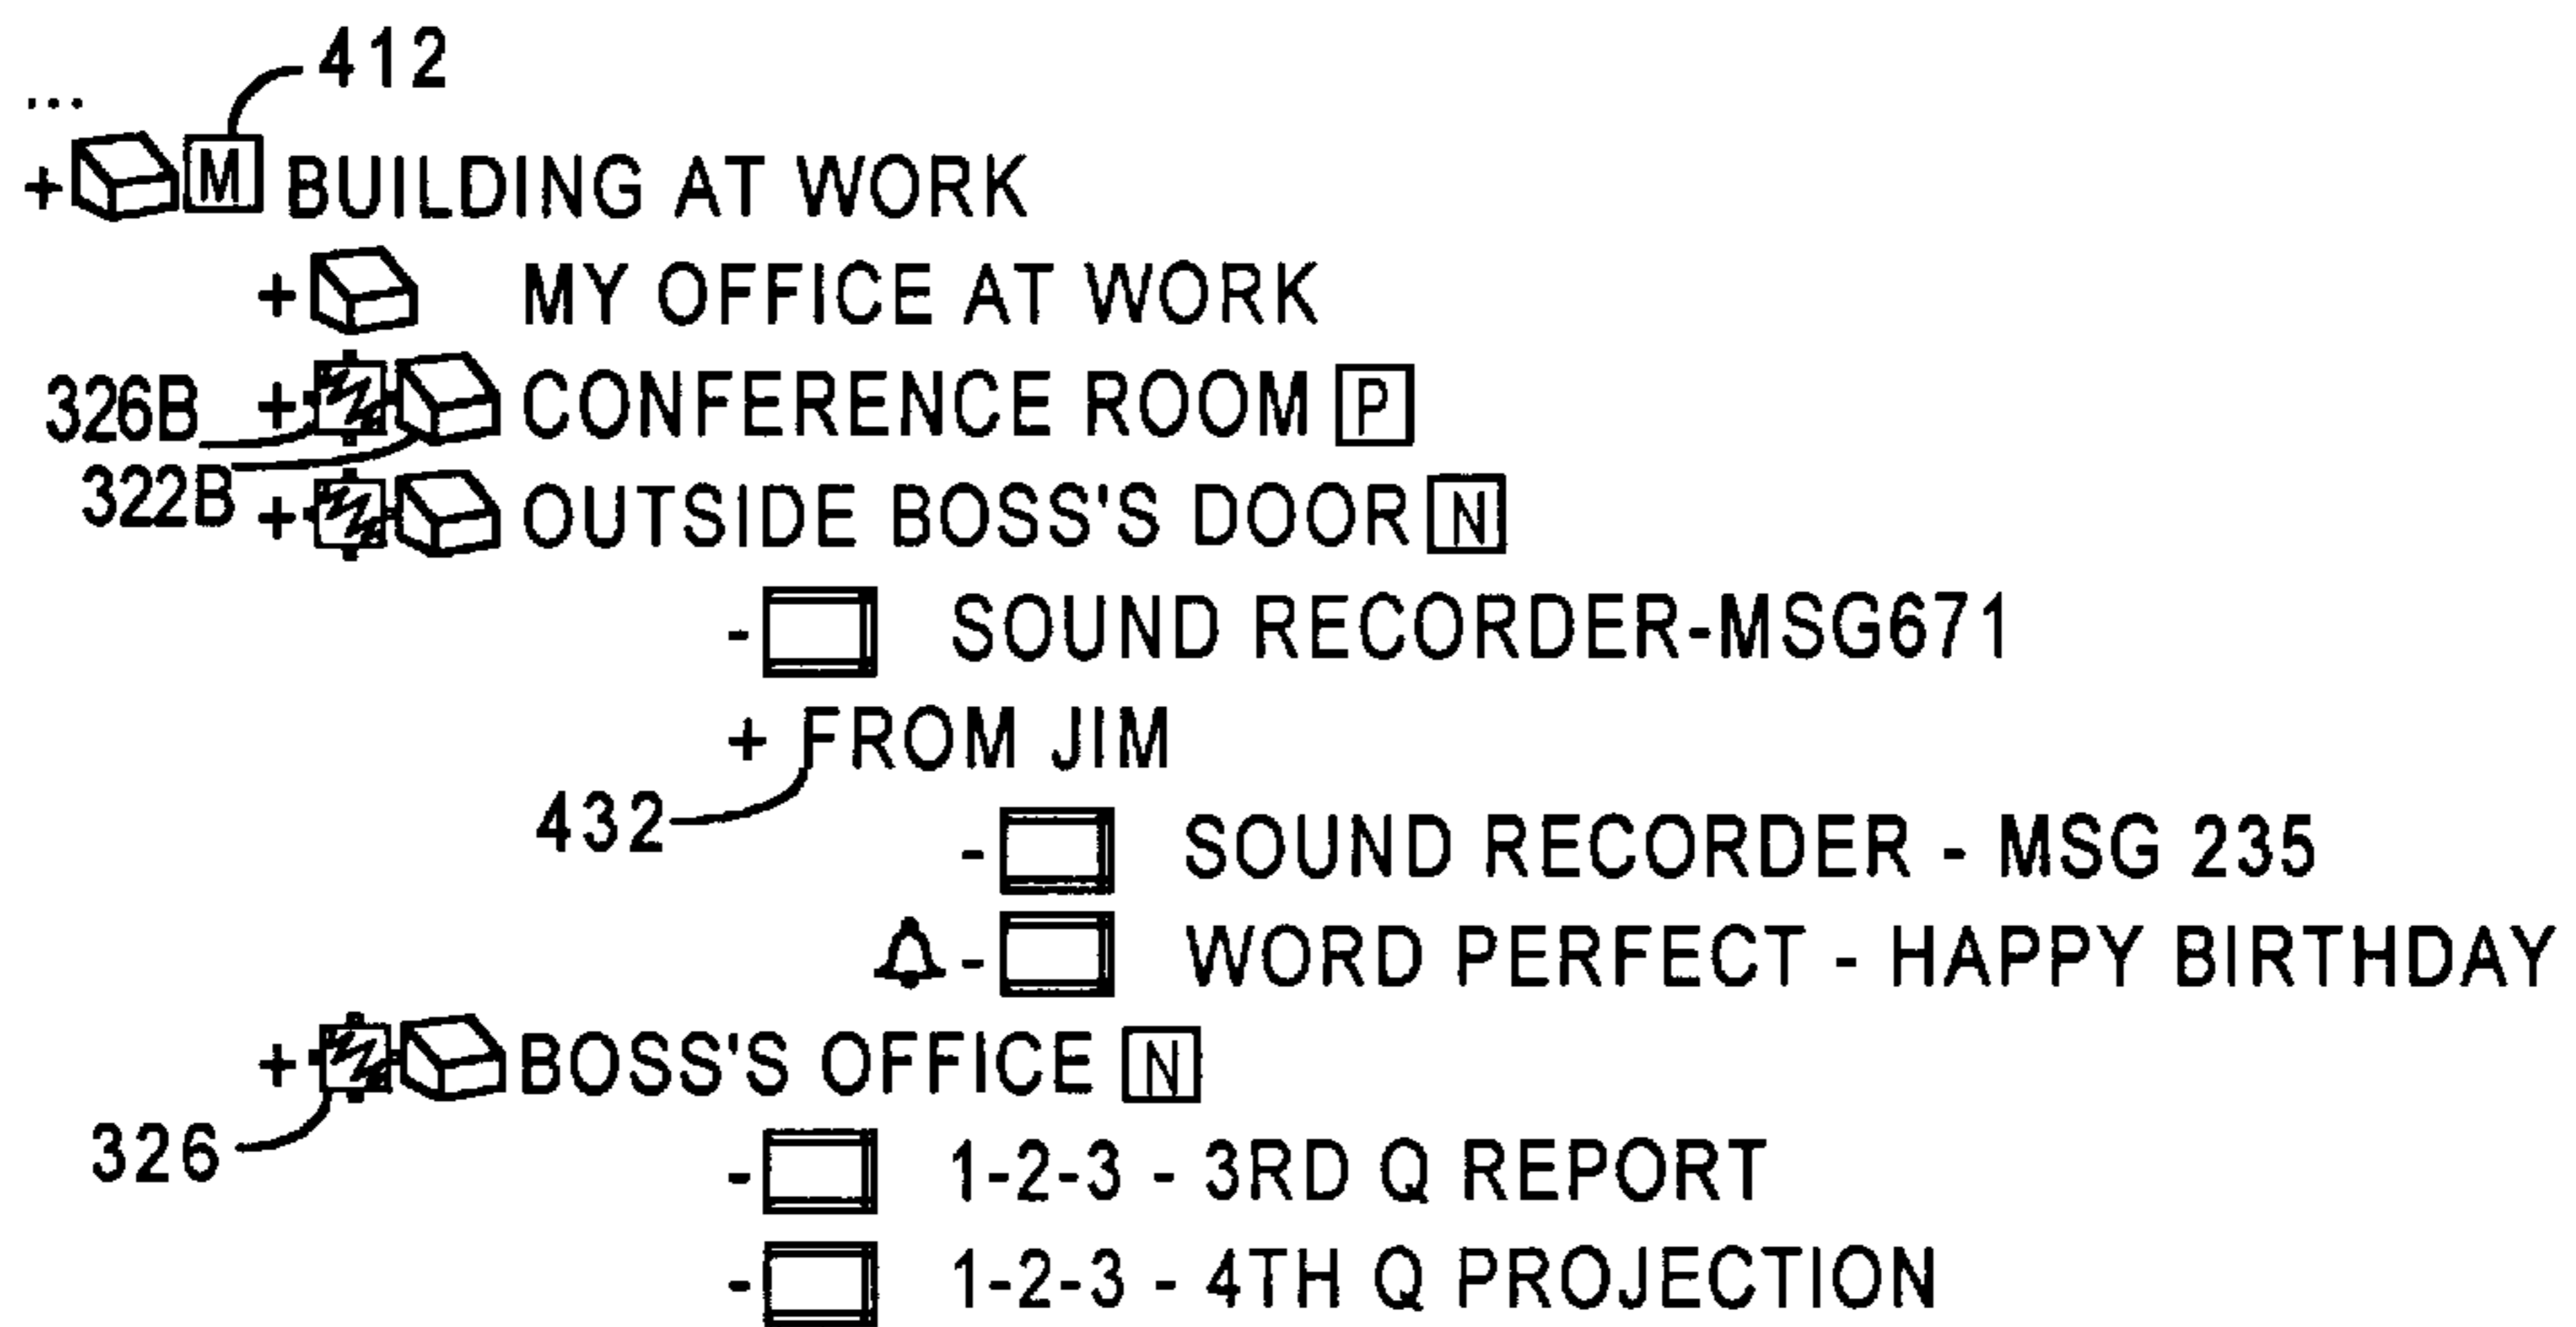 412
...
+ M BUILDING AT WORK
+ MY OFFICE AT WORK
326B + CONFERENCE ROOM P
322B + OUTSIDE BOSS'S DOOR N
- SOUND RECORDER-MSG671
+ FROM JIM
432
- SOUND RECORDER - MSG 235
- WORD PERFECT - HAPPY BIRTHDAY
+ BOSS'S OFFICE N
326
- 1-2-3 - 3RD Q REPORT
- 1-2-3 - 4TH Q PROJECTION